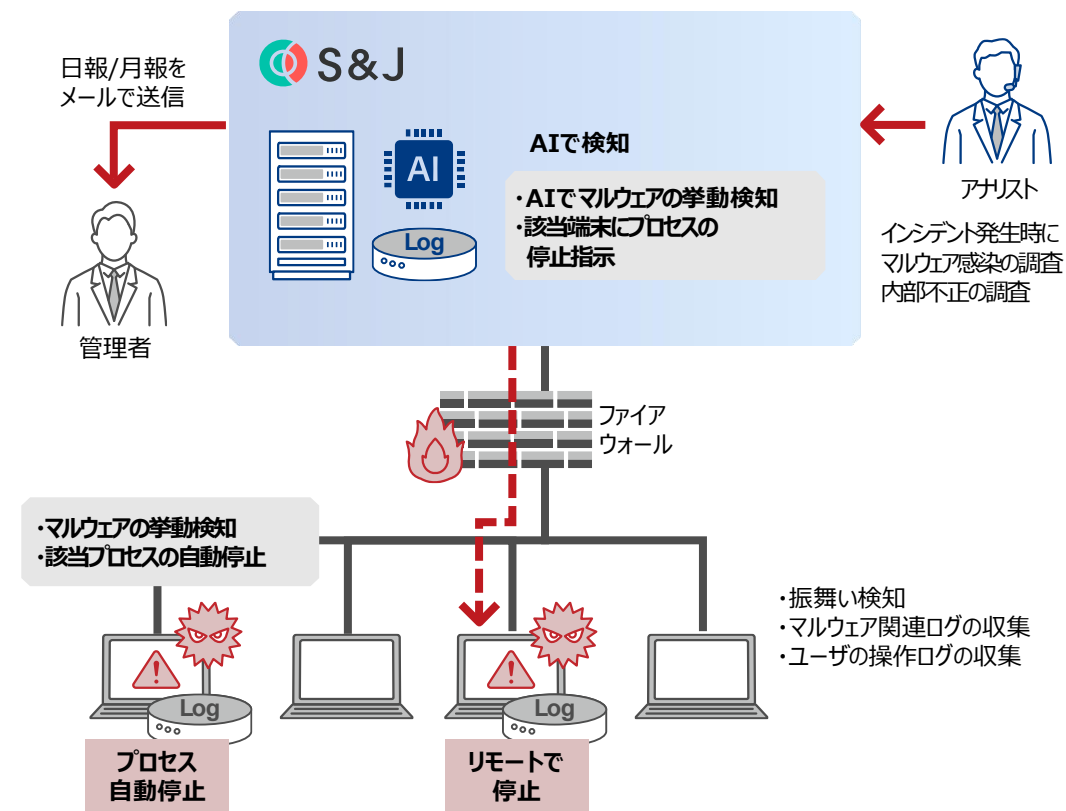 日報/月報を
メールで送信
管理者
S&J
AI
Log
AIで検知
・AIでマルウェアの挙動検知
・該当端末にプロセスの
停止指示
アナリスト
インシデント発生時に
マルウェア感染の調査
内部不正の調査
ファイア
ウォール
・マルウェアの挙動検知
・該当プロセスの自動停止
・振舞い検知
・マルウェア関連ログの収集
・ユーザの操作ログの収集
Log
Log
プロセス
自動停止
リモートで
停止